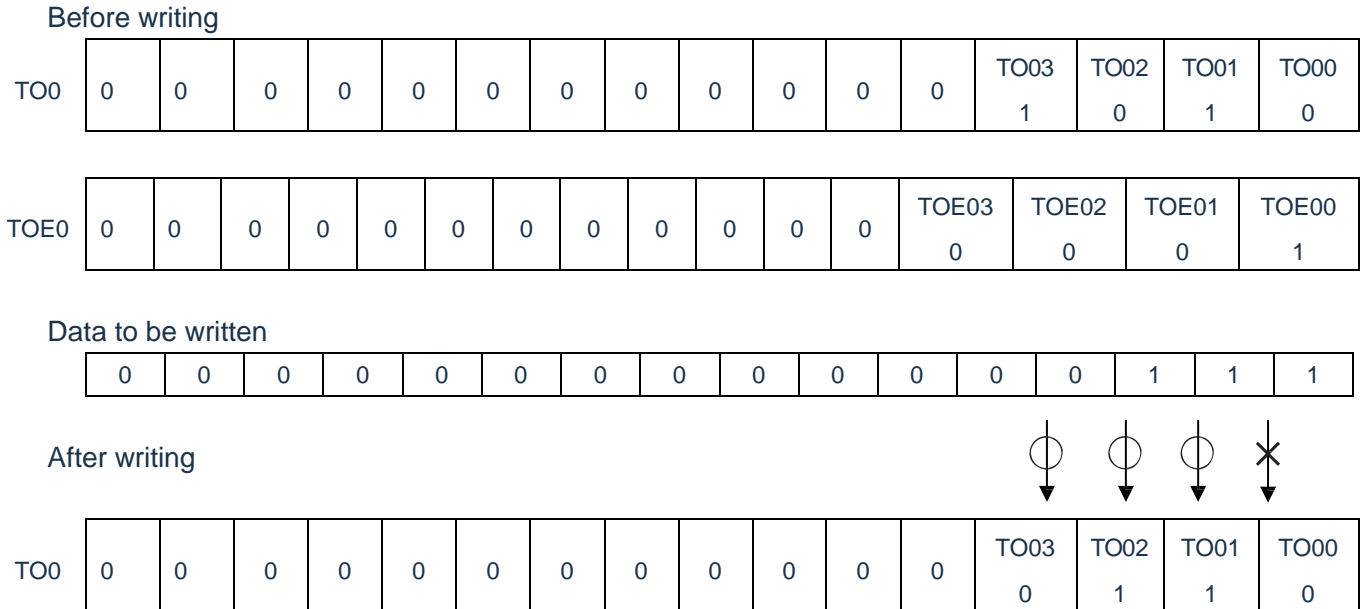 Before writing
TO03 TO02 TO01 TO00
TO0 0 0 0 0 0 0 0 0 0 0 0 0
1 0 1 0
TOE03 TOE02 TOE01 TOE00
TOE0 0 0 0 0 0 0 0 0 0 0 0 0
0 0 0 1
Data to be written
0 0 0 0 0 0 0 0 0 0 0 0 0 1 1 1
After writing
TO03 TO02 TO01 TO00
TO0 0 0 0 0 0 0 0 0 0 0 0 0
0 1 1 0